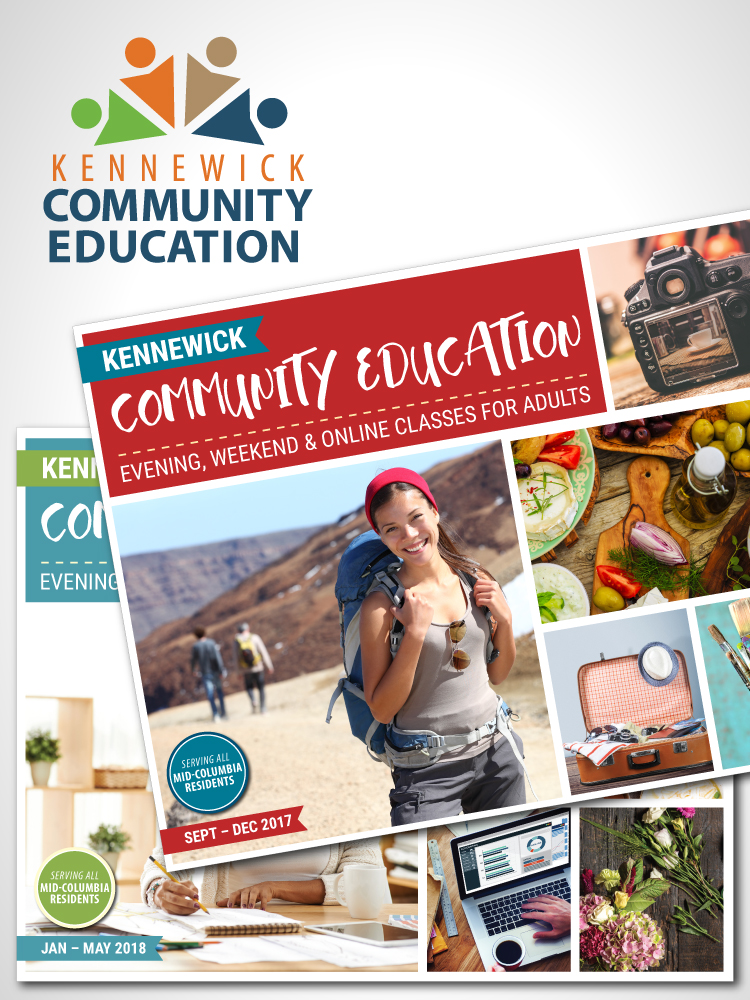 KENNEWICK
COMMUNITY
EDUCATION
KENNEWICK
COMMUNITY EDUCATION
EVENING, WEEKEND & ONLINE CLASSES FOR ADULTS
SERVING ALL
MID-COLUMBIA
RESIDENTS
SEPT – DEC 2017
KENN
COM
EVENING
SERVING ALL
MID-COLUMBIA
RESIDENTS
JAN – MAY 2018